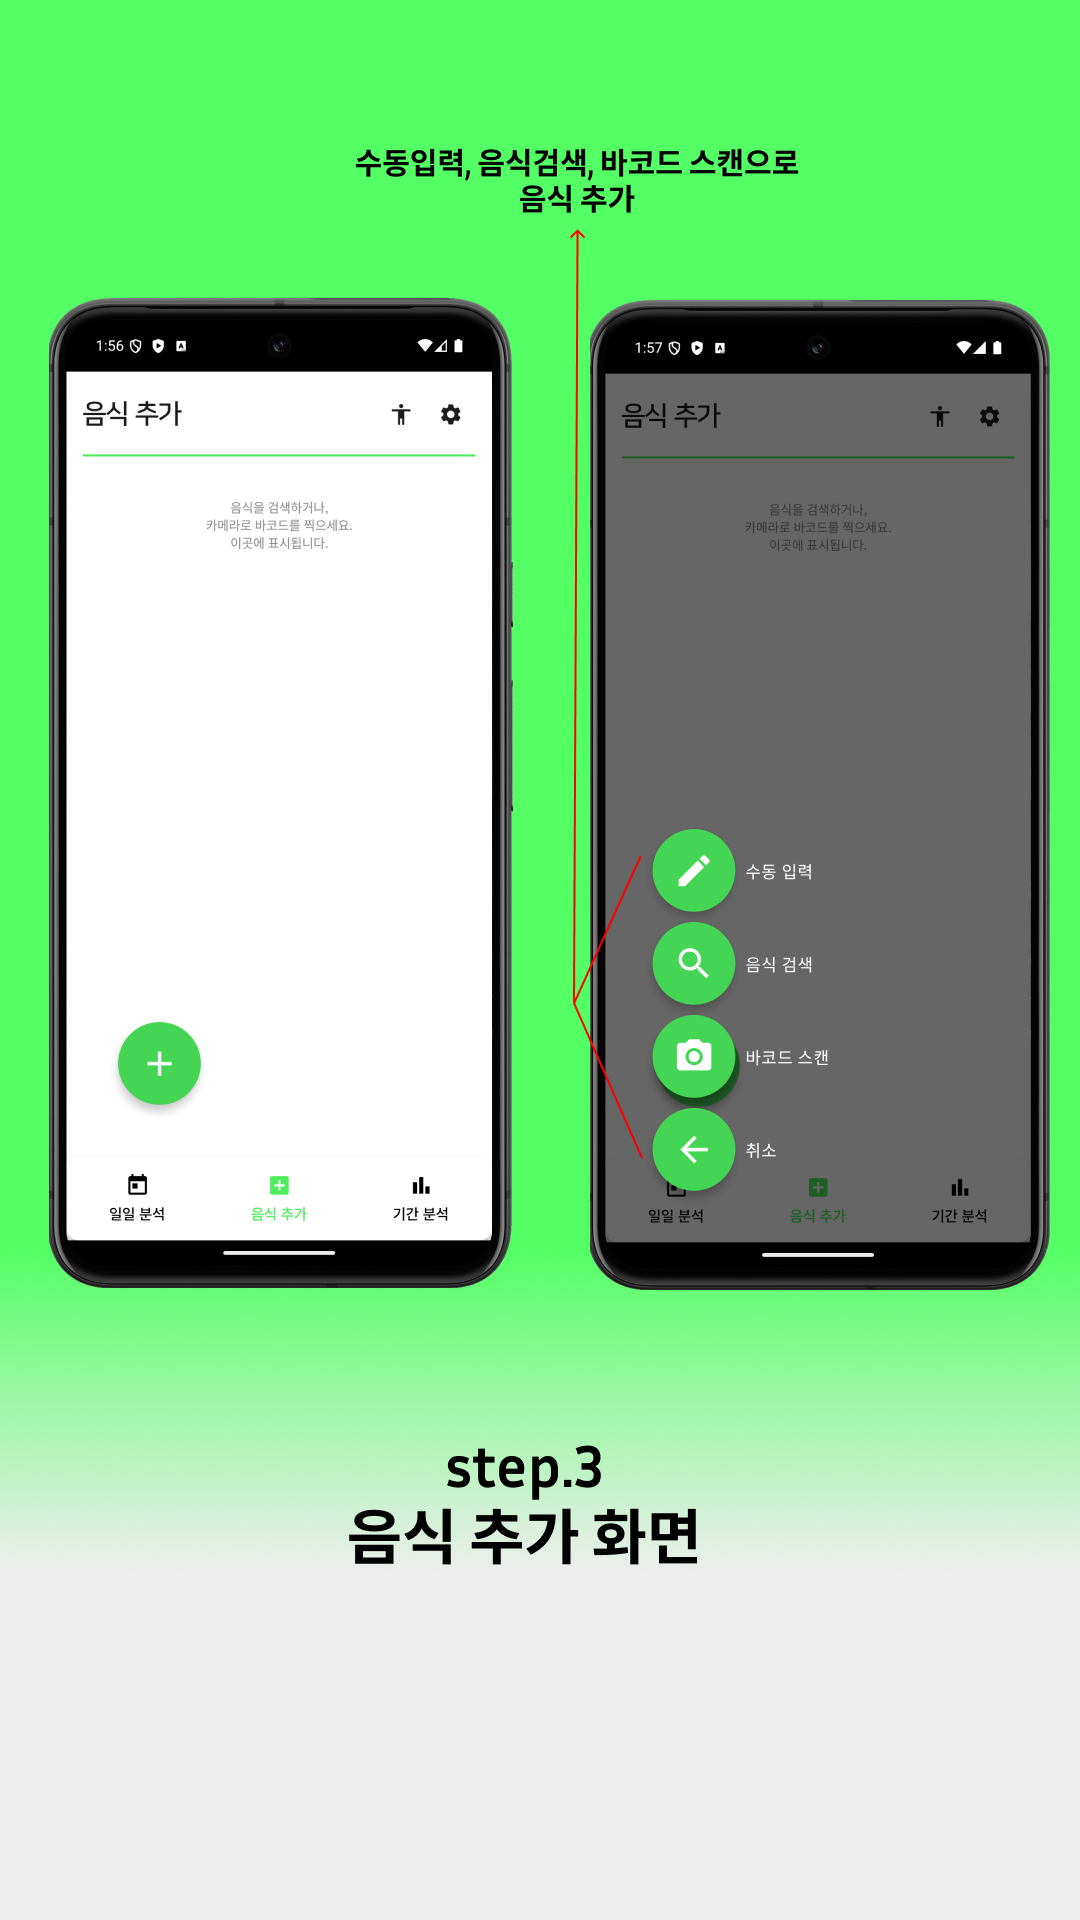 수동입력, 음식검색, 바코드 스캔으로
음식 추가
1:56
음식 추가
음식을 검색하거나,
카메라로 바코드를 찍으세요.
이곳에 표시됩니다.
일일 분석
음식 추가
기간 분석
1:57
음식 추가
음식을 검색하거나,
카메라로 바코드를 찍으세요.
이곳에 표시됩니다.
수동 입력
음식 검색
바코드 스캔
취소
일일 분석
음식 추가
기간 분석
step.3
음식 추가 화면